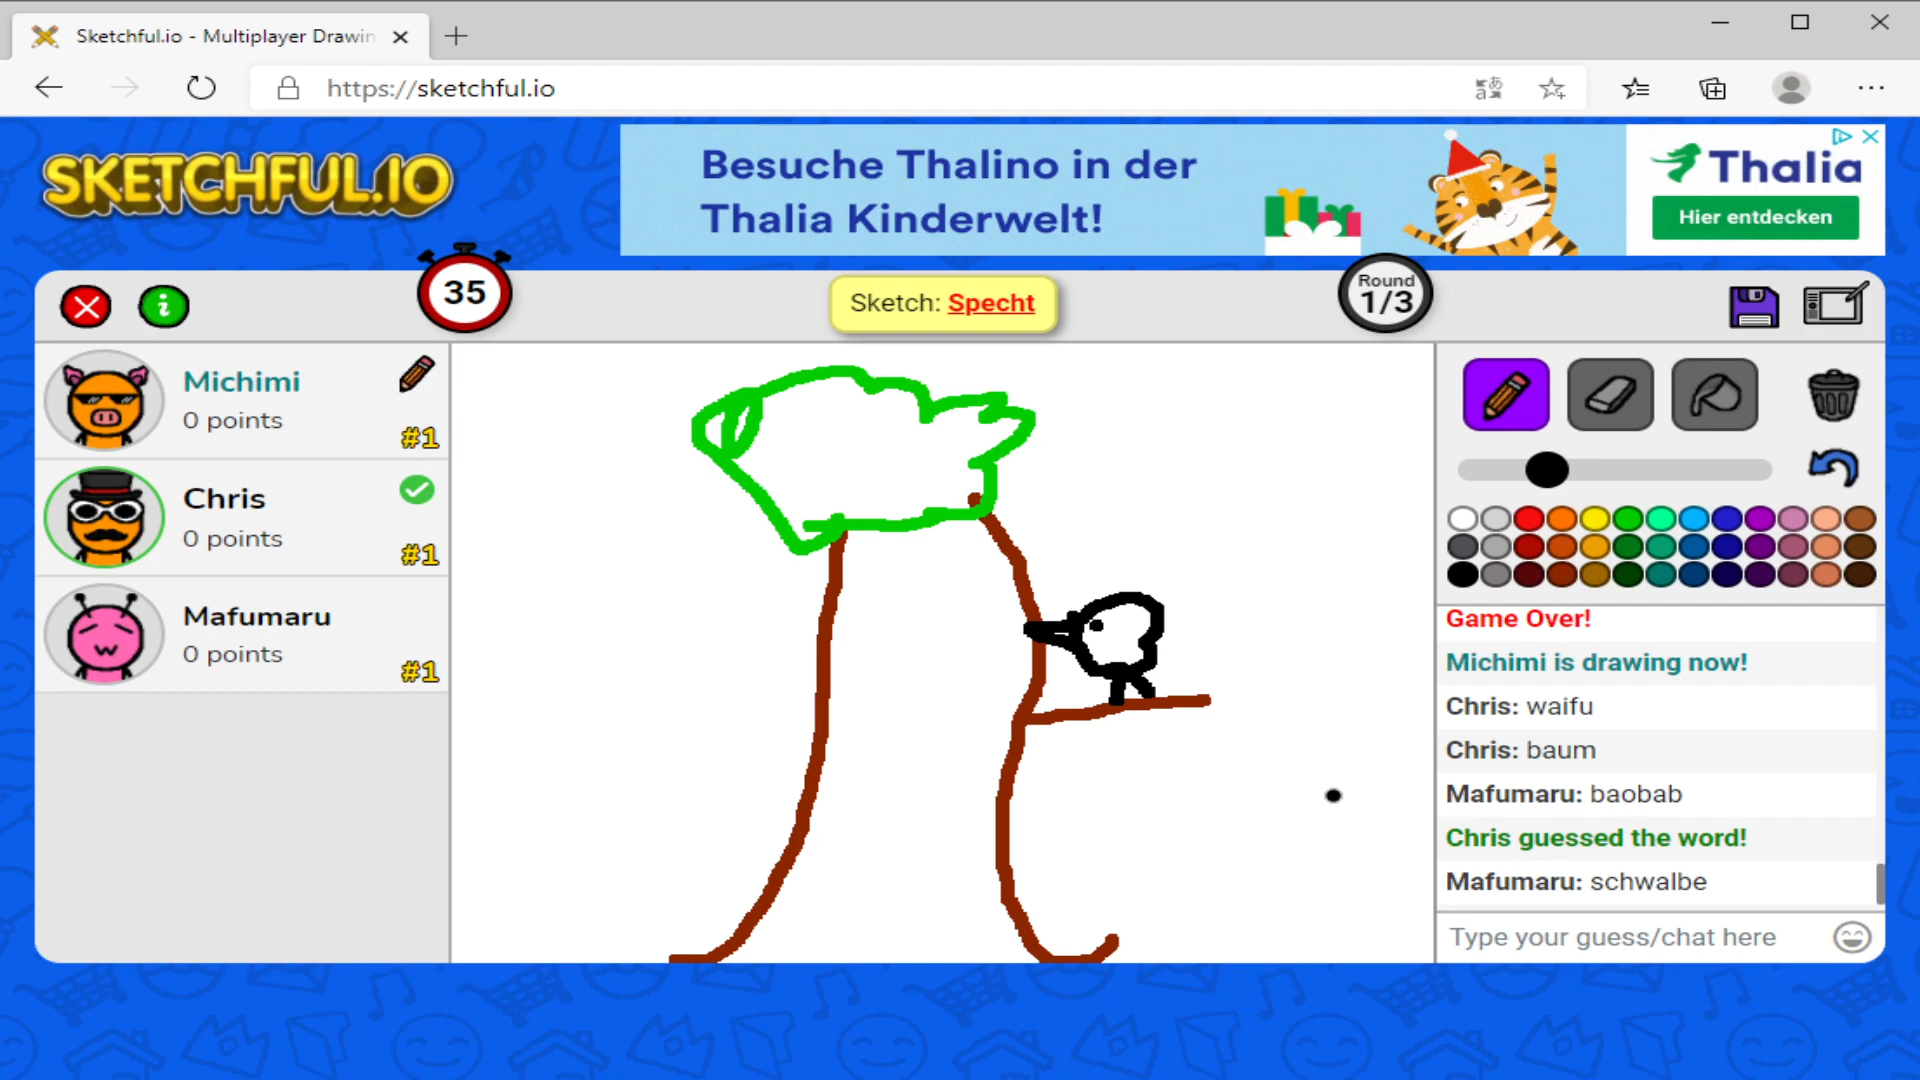 Sketchful.io - Multiplayer Drawin
https://sketchful.io
SKETCHFUL.IO
Besuche Thalino in der
Thalia Kinderwelt!
Thalia
Hier entdecken
35
Sketch: Specht
Round
1/3
Michimi
0 points
#1
Chris
0 points
#1
Mafumaru
0 points
#1
Game Over!
Michimi is drawing now!
Chris: waifu
Chris: baum
Mafumaru: baobab
Chris guessed the word!
Mafumaru: schwalbe
Type your guess/chat here